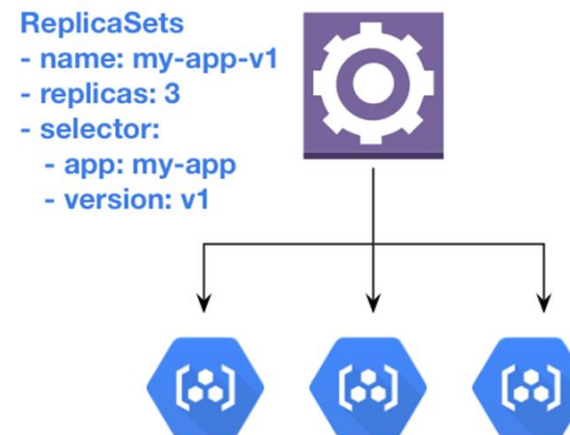 ReplicaSets
- name: my-app-v1
- replicas: 3
- selector:
- app: my-app
- version: v1